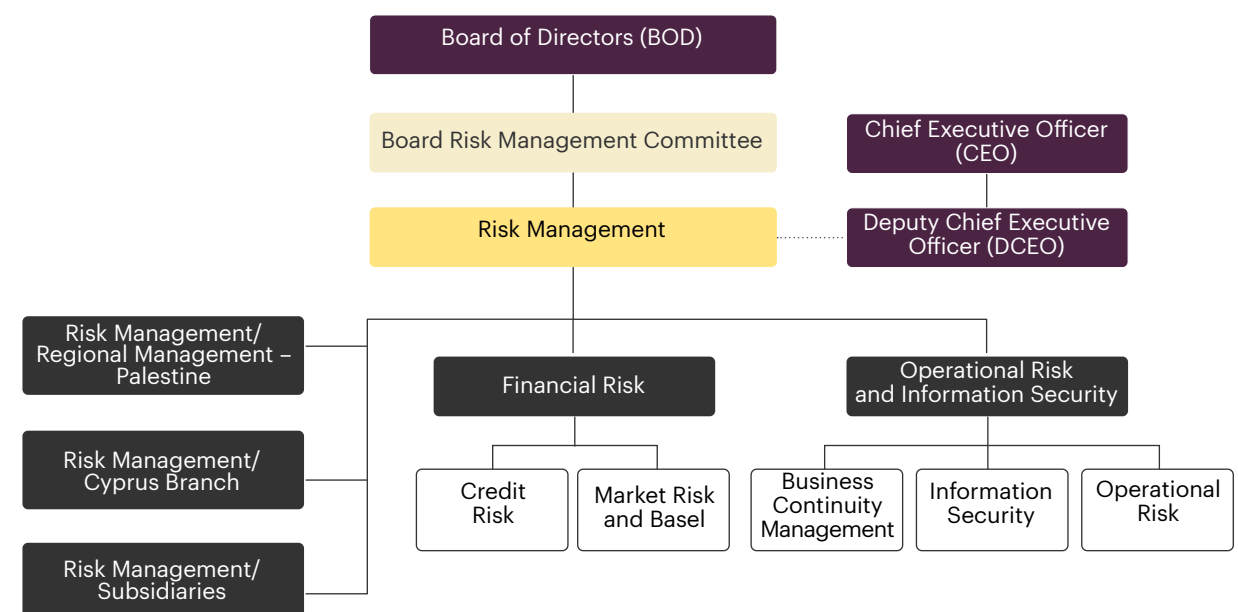 Board of Directors (BOD)
Board Risk Management Committee
Chief Executive Officer
(CEO)
Risk Management
Deputy Chief Executive
Officer (DCEO)
Risk Management/
Regional Management –
Palestine
Financial Risk
Operational Risk
and Information Security
Risk Management/
Cyprus Branch
Credit
Risk
Market Risk
and Basel
Business
Continuity
Management
Information
Security
Operational
Risk
Risk Management/
Subsidiaries